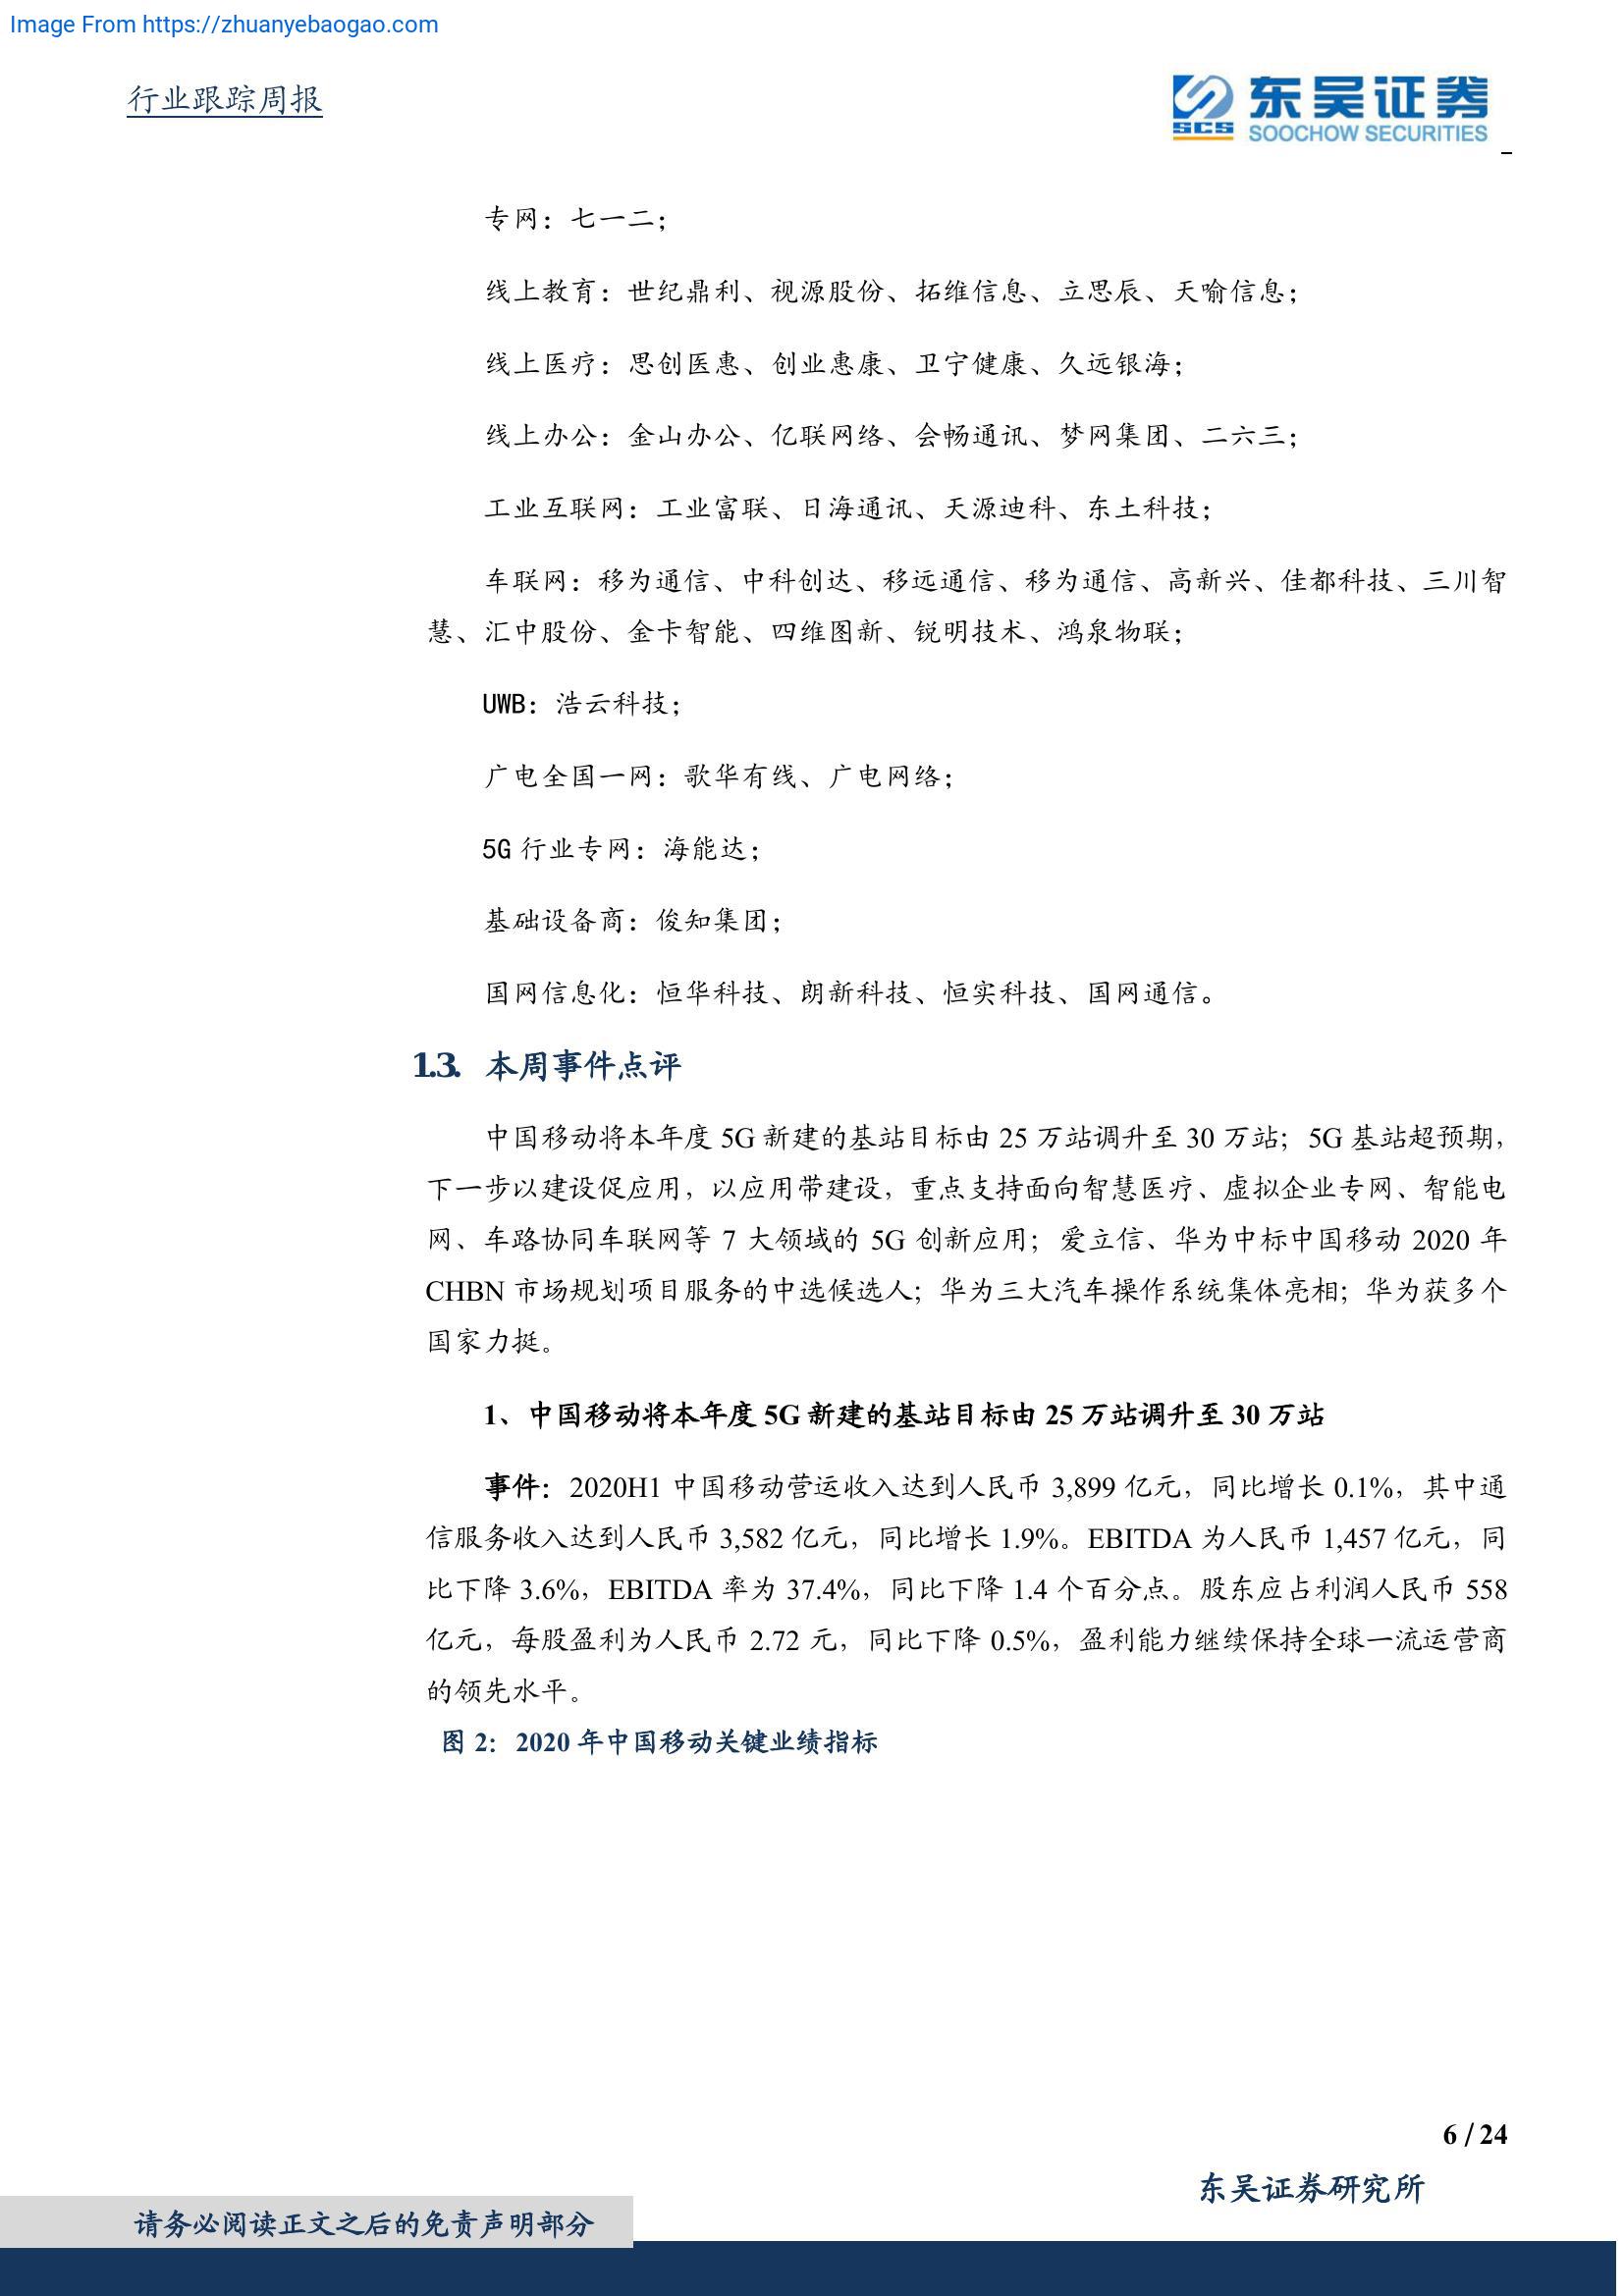 Image From https://zhuanyebaogao.com
行业跟踪周报
SCS 东吴证券
SOOCHOW SECURITIES
专网：七一二；
线上教育：世纪鼎利、视源股份、拓维信息、立思辰、天喻信息；
线上医疗：思创医惠、创业惠康、卫宁健康、久远银海；
线上办公：金山办公、亿联网络、会畅通讯、梦网集团、二六三；
工业互联网：工业富联、日海通讯、天源迪科、东土科技；
车联网：移为通信、中科创达、移远通信、移为通信、高新兴、佳都科技、三川智
慧、汇中股份、金卡智能、四维图新、锐明技术、鸿泉物联；
UWB：浩云科技；
广电全国一网：歌华有线、广电网络；
5G 行业专网：海能达；
基础设备商：俊知集团；
国网信息化：恒华科技、朗新科技、恒实科技、国网通信。
1.3. 本周事件点评
中国移动将本年度 5G 新建的基站目标由 25 万站调升至 30 万站；5G 基站超预期，
下一步以建设促应用，以应用带建设，重点支持面向智慧医疗、虚拟企业专网、智能电
网、车路协同车联网等 7 大领域的 5G 创新应用；爱立信、华为中标中国移动 2020 年
CHBN 市场规划项目服务的中选候选人；华为三大汽车操作系统集体亮相；华为获多个
国家力挺。
1、中国移动将本年度 5G 新建的基站目标由 25 万站调升至 30 万站
事件：2020H1 中国移动营运收入达到人民币 3,899 亿元，同比增长 0.1%，其中通
信服务收入达到人民币 3,582 亿元，同比增长 1.9%。EBITDA 为人民币 1,457 亿元，同
比下降 3.6%，EBITDA 率为 37.4%，同比下降 1.4 个百分点。股东应占利润人民币 558
亿元，每股盈利为人民币 2.72 元，同比下降 0.5%，盈利能力继续保持全球一流运营商
的领先水平。
图 2：2020 年中国移动关键业绩指标
6 / 24
东吴证券研究所
请务必阅读正文之后的免责声明部分